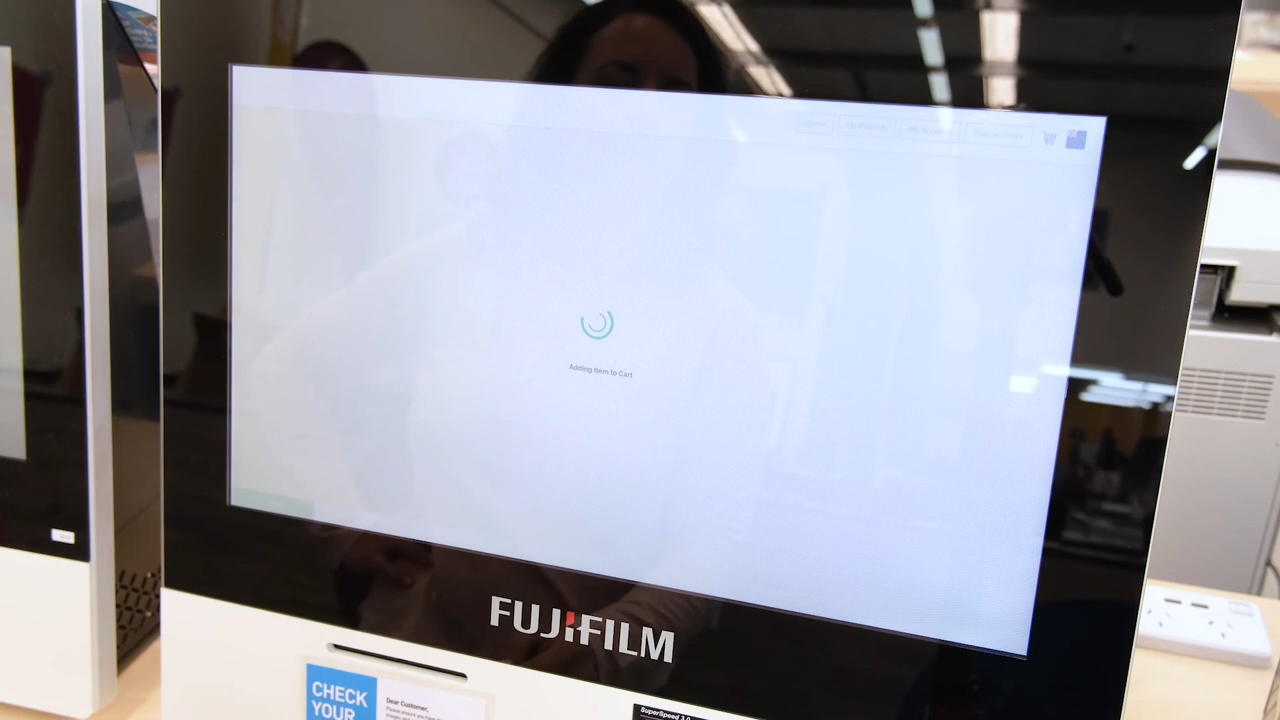 Home My Projects My Account Cancel Order
Adding Item to Cart
FUJIFILM
CHECK
YOUR
Dear Customer,
SuperSpeed 3.0